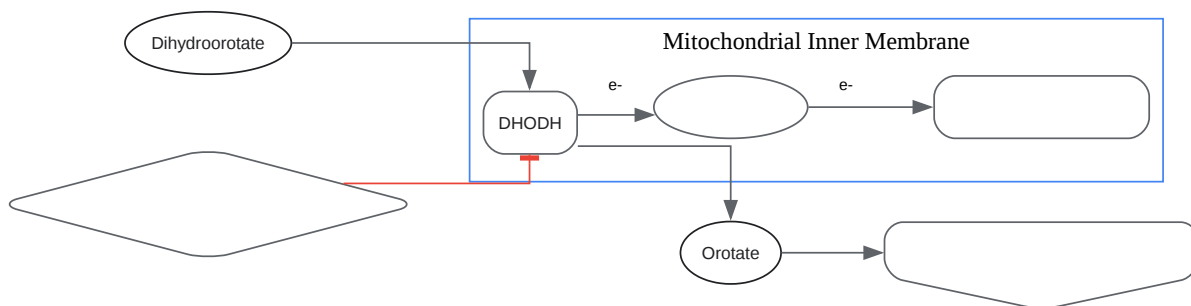 Mitochondrial Inner Membrane
Dihydroorotate
e-
e-
DHODH
Orotate